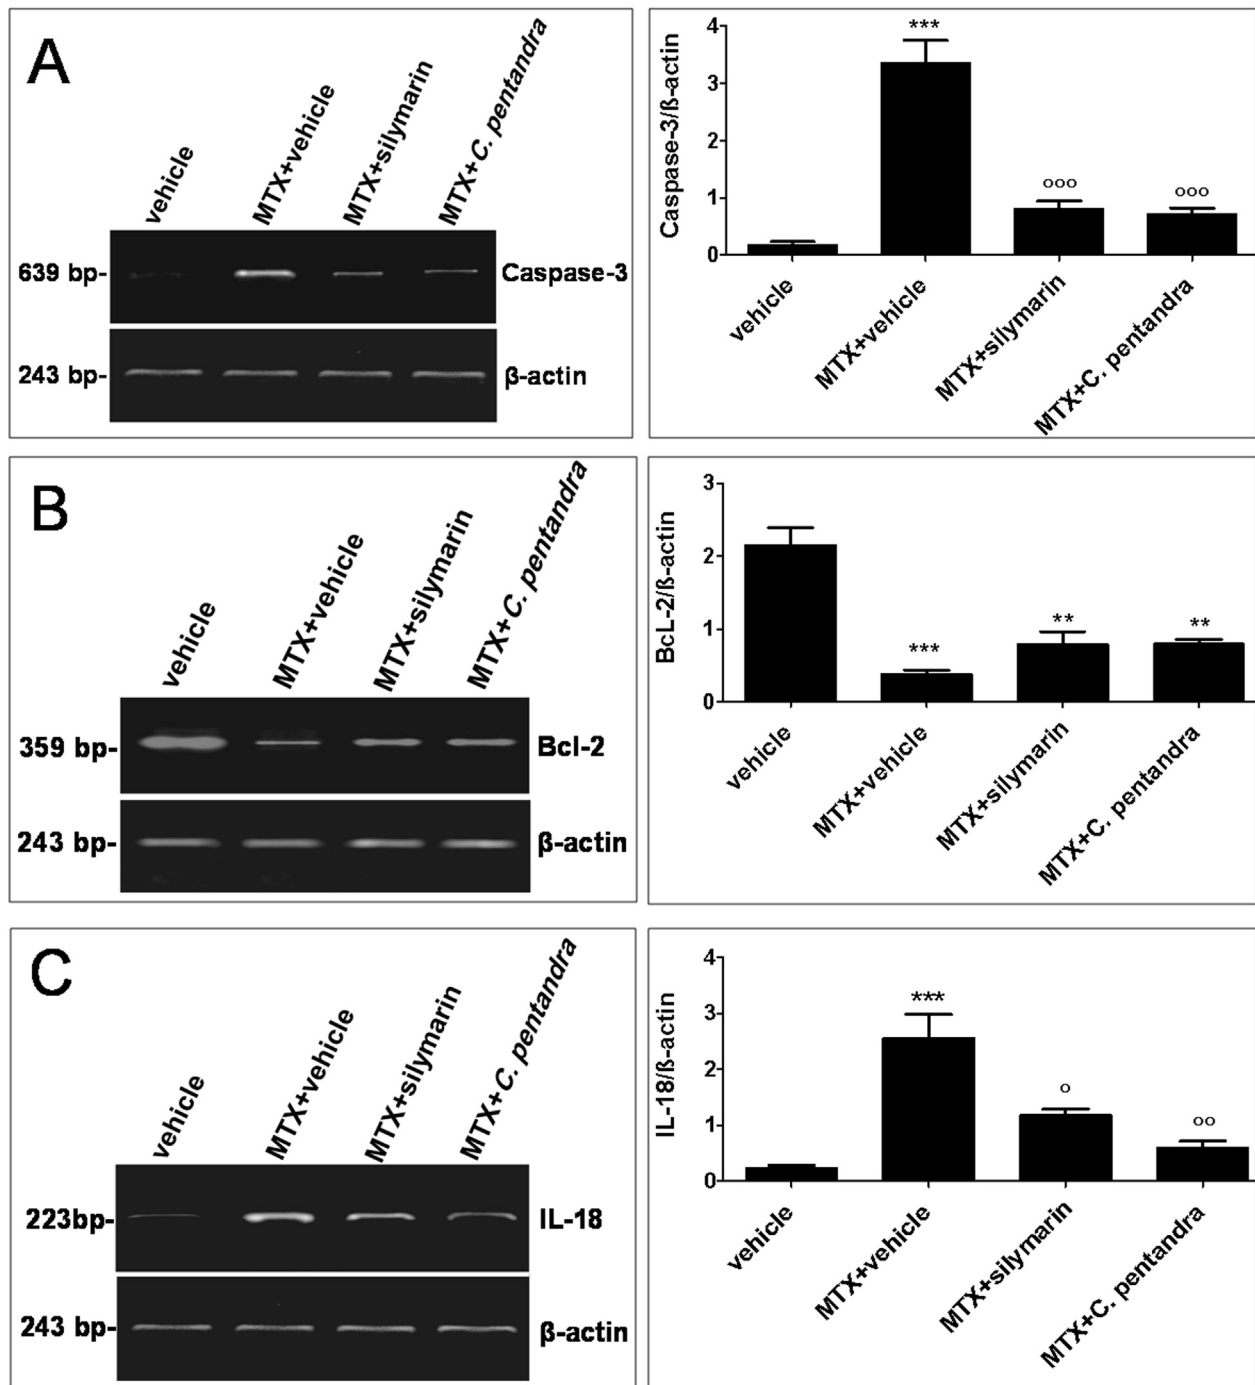 A
vehicle
MTX+vehicle
MTX+silymarin
MTX+C. pentandra
639 bp-
Caspase-3
243 bp-
β-actin
Caspase-3/ß-actin
4
3
2
1
0
***
ooo
ooo
vehicle
MTX+vehicle
MTX+silymarin
MTX+C. pentandra
B
vehicle
MTX+vehicle
MTX+silymarin
MTX+C. pentandra
359 bp-
Bcl-2
243 bp-
β-actin
BcL-2/ß-actin
3
2
1
0
***
**
**
vehicle
MTX+vehicle
MTX+silymarin
MTX+C. pentandra
C
vehicle
MTX+vehicle
MTX+silymarin
MTX+C. pentandra
223bp-
IL-18
243 bp-
β-actin
IL-18/ß-actin
4
3
2
1
0
***
o
oo
vehicle
MTX+vehicle
MTX+silymarin
MTX+C. pentandra